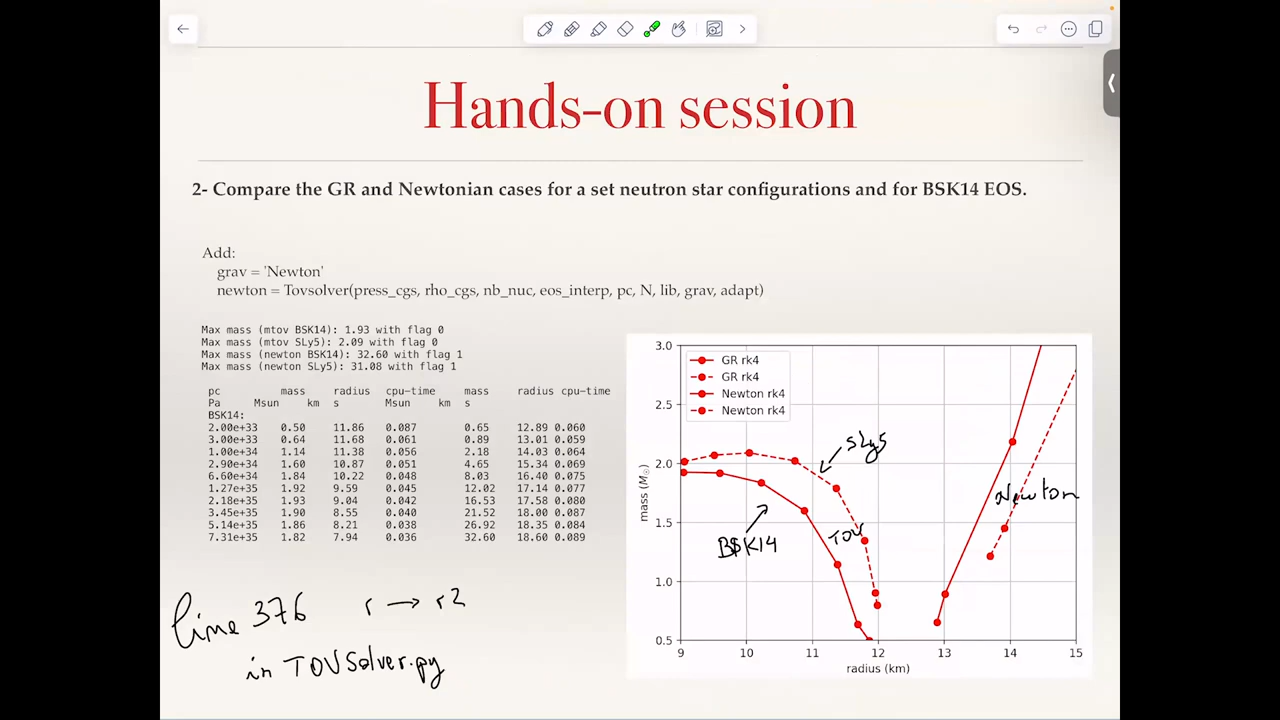 Hands-on session
2- Compare the GR and Newtonian cases for a set neutron star configurations and for BSK14 EOS.
Add:
grav = 'Newton'
newton = Tovsolver(press_cgs, rho_cgs, nb_nuc, eos_interp, pc, N, lib, grav, adapt)
Max mass (mtov BSK14): 1.93 with flag 0
Max mass (mtov SLy5): 2.09 with flag 0
Max mass (newton BSK14): 32.60 with flag 1
Max mass (newton SLy5): 31.08 with flag 1
pc mass radius cpu-time mass radius cpu-time
Pa Msun km s Msun km s
BSK14:
2.00e+33 0.50 11.86 0.087 0.65 12.89 0.060
3.00e+33 0.64 11.68 0.061 0.89 13.01 0.059
1.00e+34 1.14 11.38 0.056 2.18 14.03 0.064
2.90e+34 1.60 10.87 0.051 4.65 15.34 0.069
6.60e+34 1.84 10.22 0.048 8.03 16.40 0.075
1.27e+35 1.92 9.59 0.045 12.02 17.14 0.077
2.18e+35 1.93 9.04 0.042 16.53 17.58 0.080
3.45e+35 1.90 8.55 0.040 21.52 18.00 0.087
5.14e+35 1.86 8.21 0.038 26.92 18.35 0.084
7.31e+35 1.82 7.94 0.036 32.60 18.60 0.089
line 376 r → r2
in TOVSolver.py
GR rk4
GR rk4
Newton rk4
Newton rk4
SLy5
BSK14
TOV
Newton
mass (M☉)
3.0
2.5
2.0
1.5
1.0
0.5
9 10 11 12 13 14 15
radius (km)